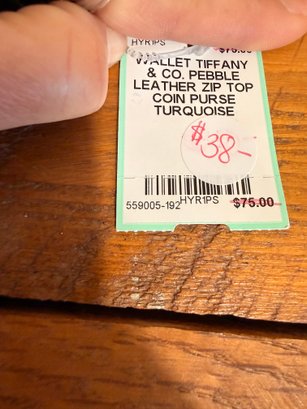 HYR1PS $75.00
WALLET TIFFANY
& CO. PEBBLE
LEATHER ZIP TOP
COIN PURSE
TURQUOISE
$38-
559005-192 HYR1PS $75.00